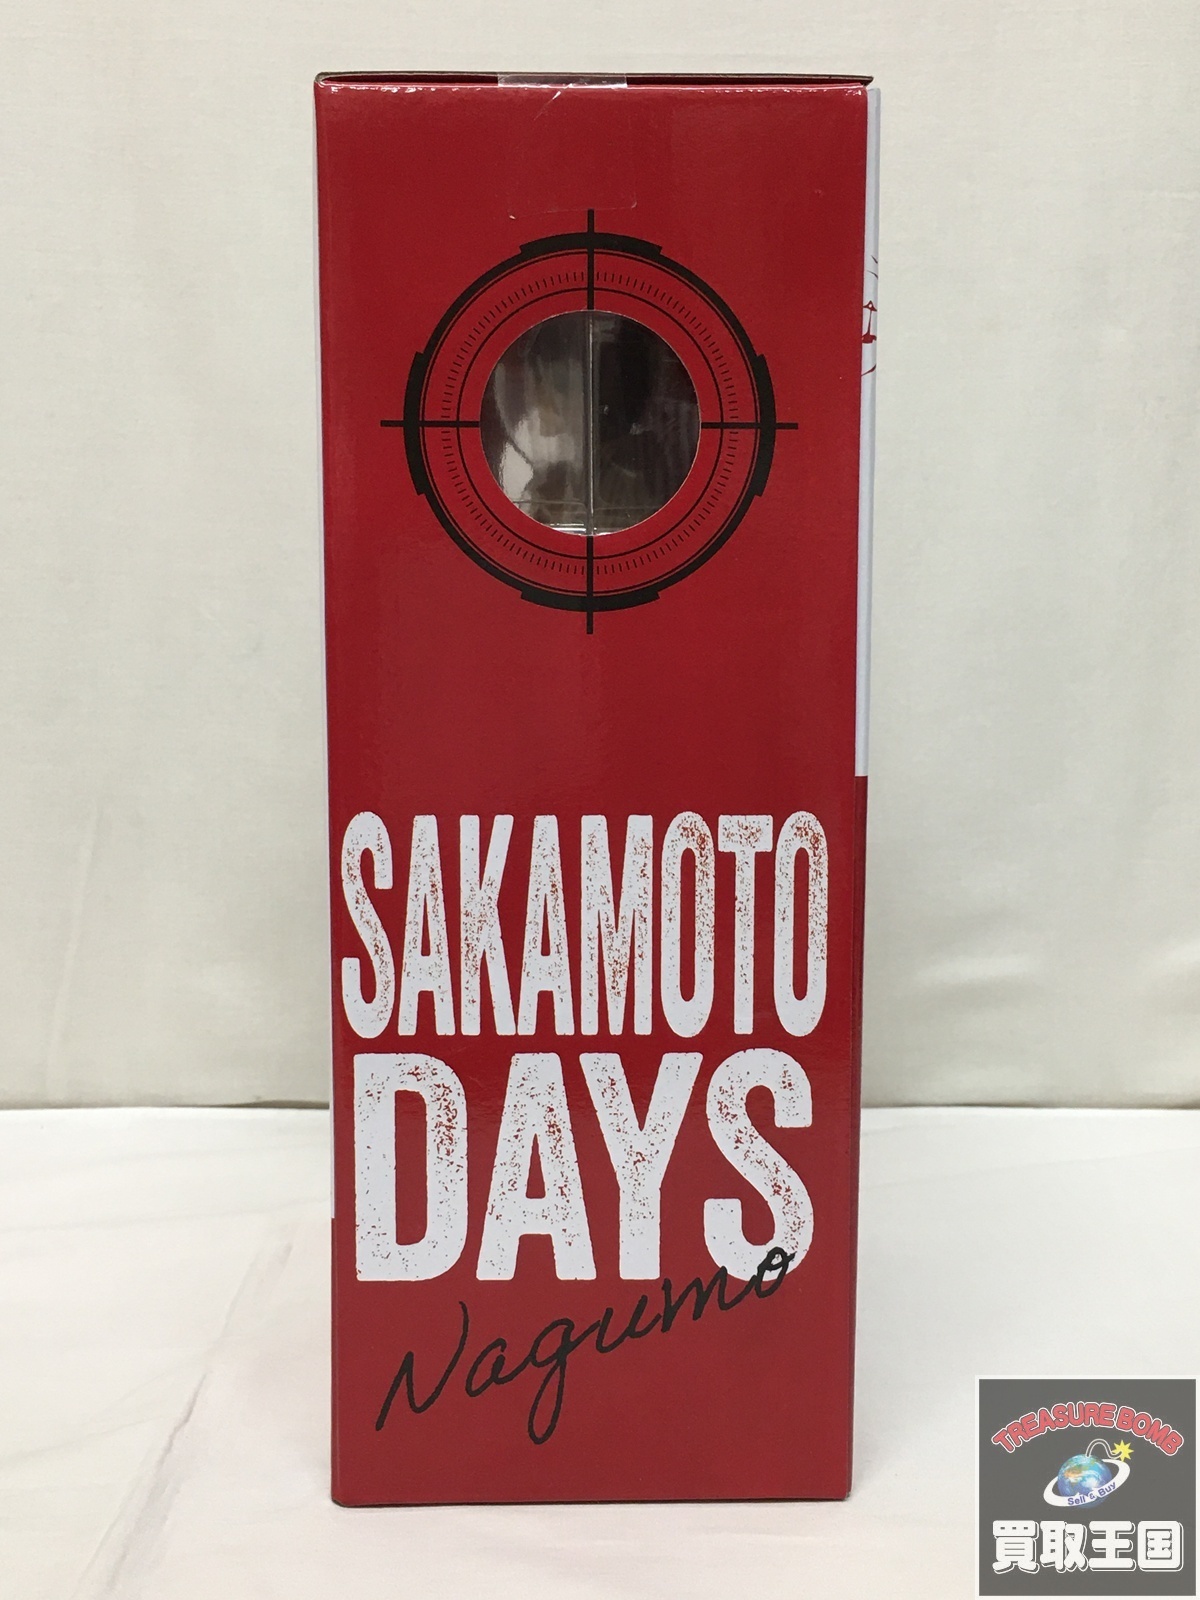 SAKAMOTO
DAYS
Nagumo
TREASURE BOMB
Sell & Buy
買取王国